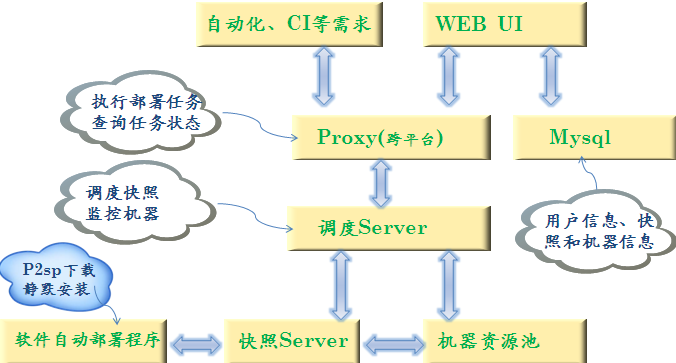 自动化、CI等需求
WEB UI
执行部署任务
查询任务状态
Proxy(跨平台)
Mysql
调度快照
监控机器
调度Server
用户信息、快
照和机器信息
P2sp下载
静默安装
软件自动部署程序
快照Server
机器资源池